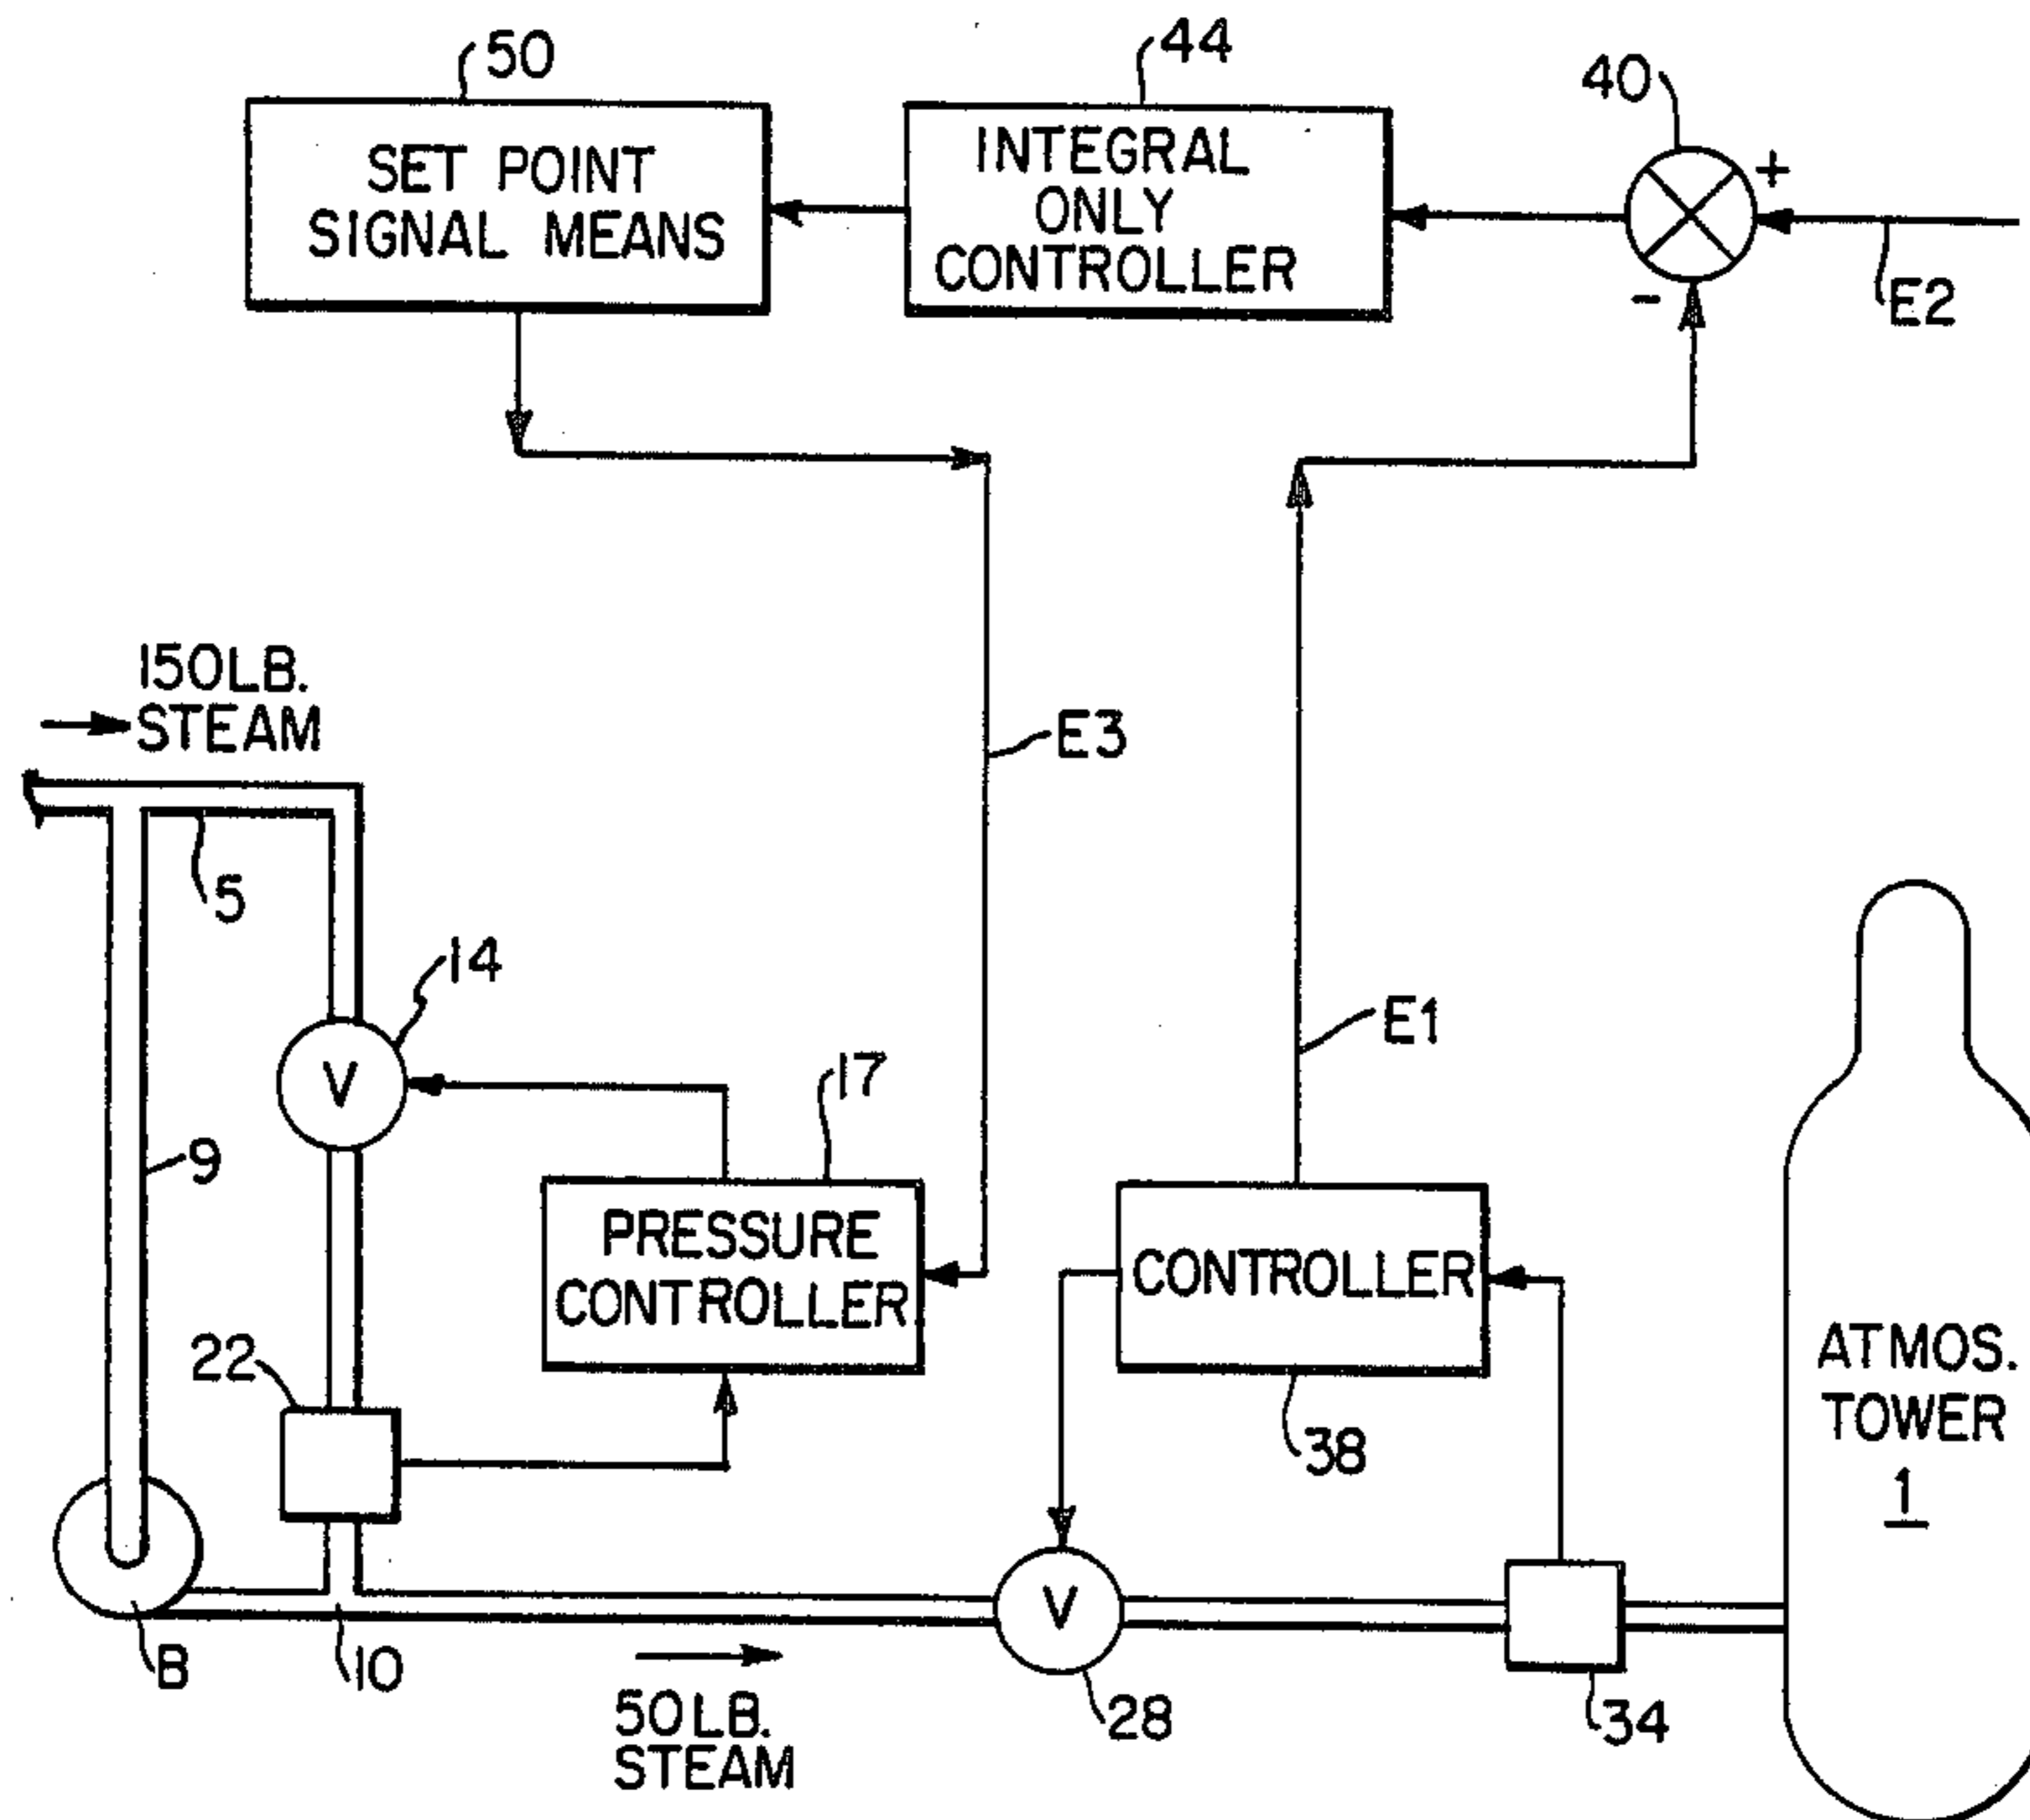 50
44
40
SET POINT
SIGNAL MEANS
INTEGRAL
ONLY
CONTROLLER
+
-
E2
150LB.
STEAM
E3
5
14
E1
V
17
9
PRESSURE
CONTROLLER
CONTROLLER
22
ATMOS.
TOWER
1
38
V
8
10
50LB.
STEAM
28
34